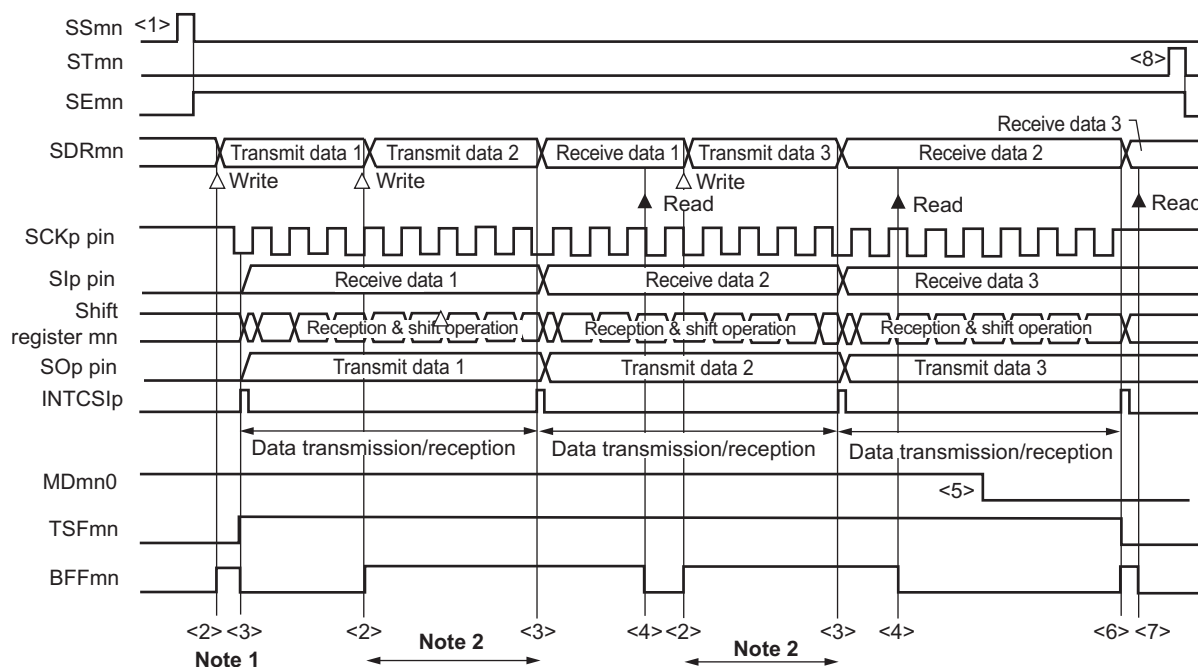 SSmn <1>
STmn <8>
SEmn
Receive data 3
SDRmn Transmit data 1 Transmit data 2 Receive data 1 Transmit data 3 Receive data 2
Write Write Write
Read Read Read
SCKp pin
SIp pin Receive data 1 Receive data 2 Receive data 3
Shift
register mn Reception & shift operation Reception & shift operation Reception & shift operation
SOp pin Transmit data 1 Transmit data 2 Transmit data 3
INTCSIp
Data transmission/reception Data transmission/reception Data transmission/reception
MDmn0 <5>
TSFmn
BFFmn
<2> <3> <2> <3> <4> <2> <3> <4> <6> <7>
Note 1 Note 2 Note 2